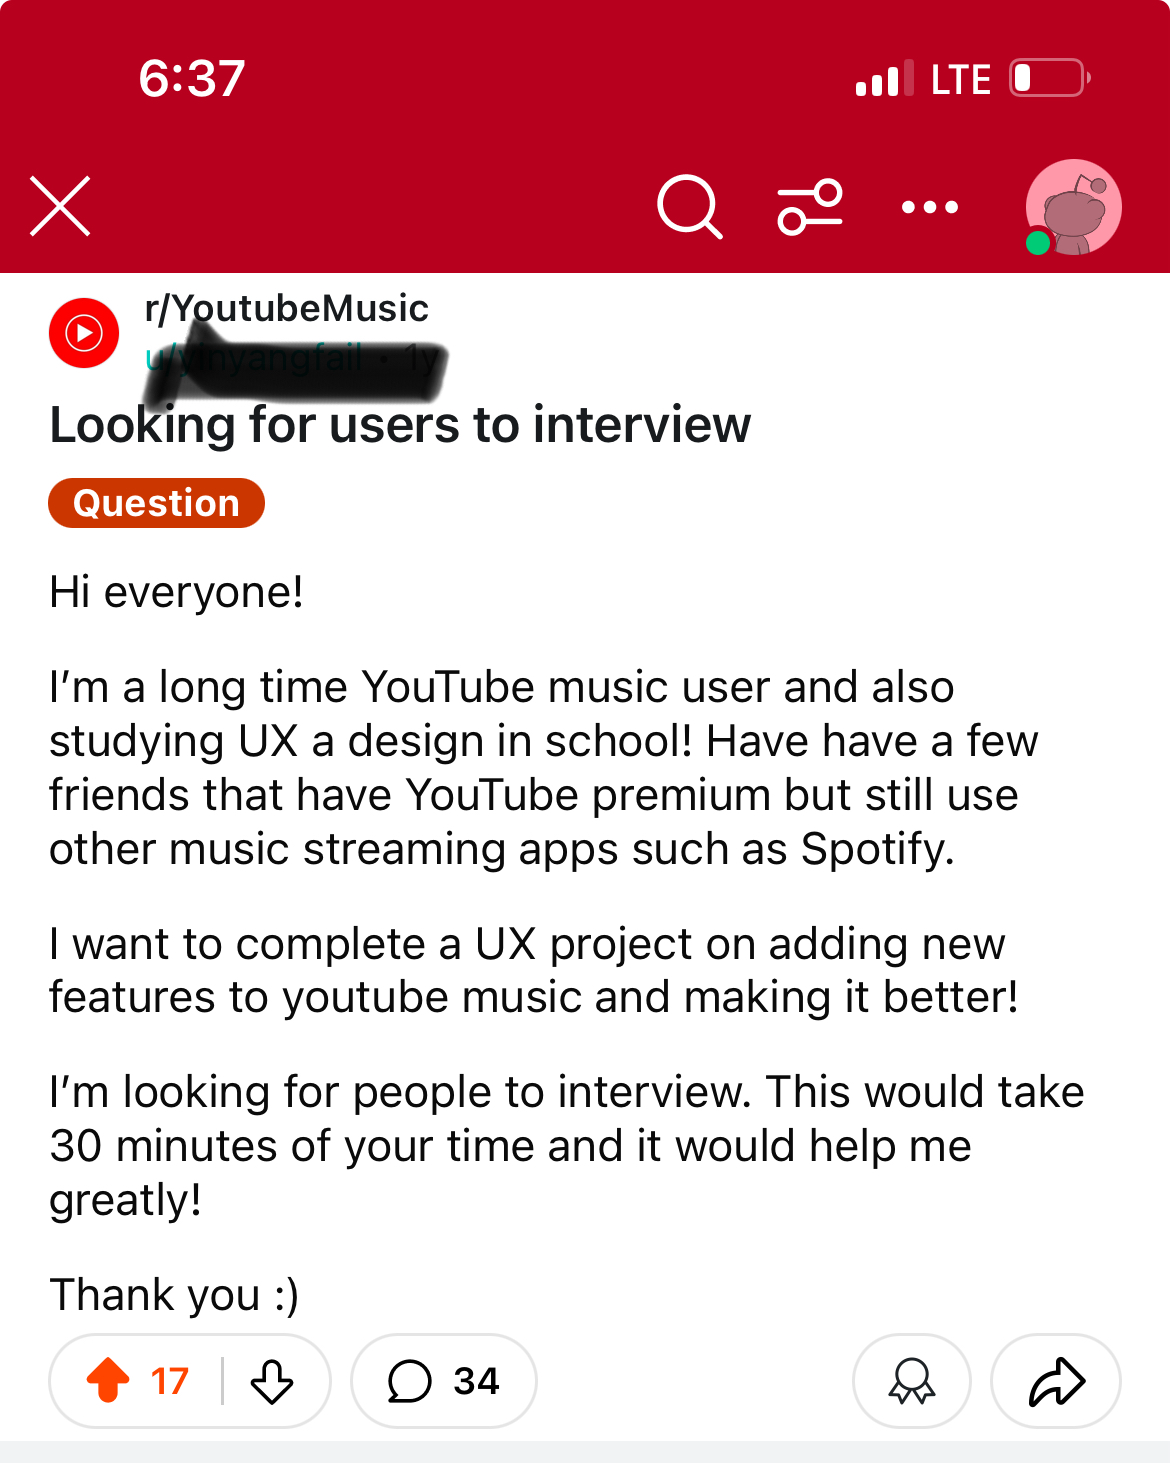 6:37
LTE
r/YoutubeMusic
Looking for users to interview
Question
Hi everyone!
I’m a long time YouTube music user and also
studying UX a design in school! Have have a few
friends that have YouTube premium but still use
other music streaming apps such as Spotify.
I want to complete a UX project on adding new
features to youtube music and making it better!
I’m looking for people to interview. This would take
30 minutes of your time and it would help me
greatly!
Thank you :)
17
34